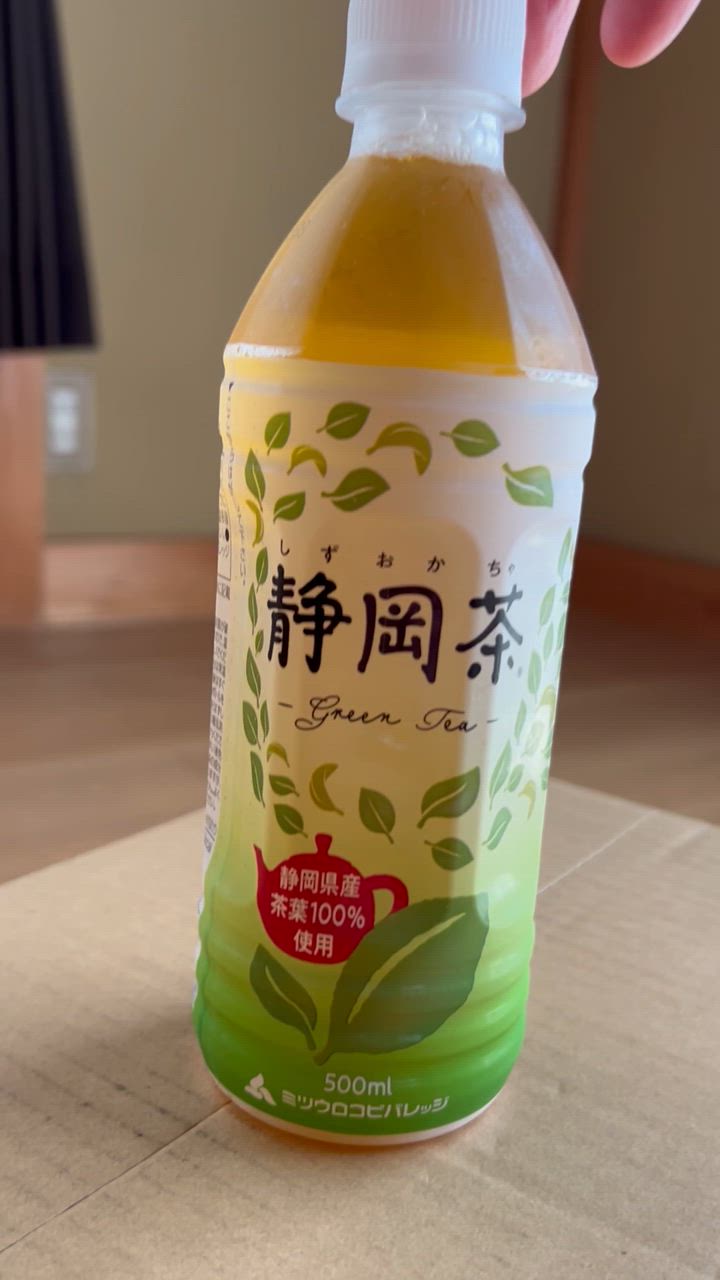 しずおかちゃ
静岡茶
- Green Tea -
静岡県産
茶葉100%
使用
500ml
ミツウロコビバレッジ